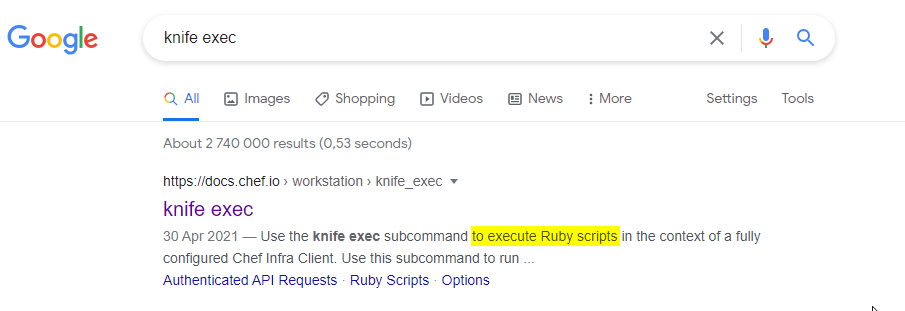 Google
knife exec
All Images Shopping Videos News More Settings Tools
About 2 740 000 results (0,53 seconds)
https://docs.chef.io › workstation › knife_exec
knife exec
30 Apr 2021 — Use the knife exec subcommand to execute Ruby scripts in the context of a fully
configured Chef Infra Client. Use this subcommand to run ...
Authenticated API Requests · Ruby Scripts · Options